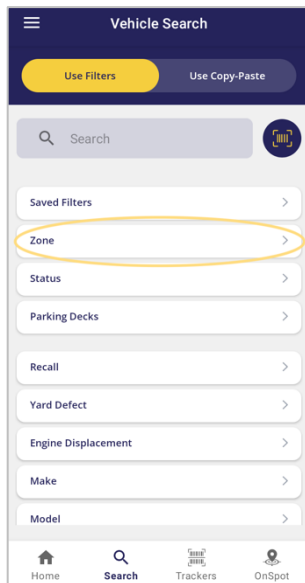 Vehicle Search
Use Filters
Use Copy-Paste
Search
Saved Filters
Zone
Status
Parking Decks
Recall
Yard Defect
Engine Displacement
Make
Model
Home
Search
Trackers
OnSpot